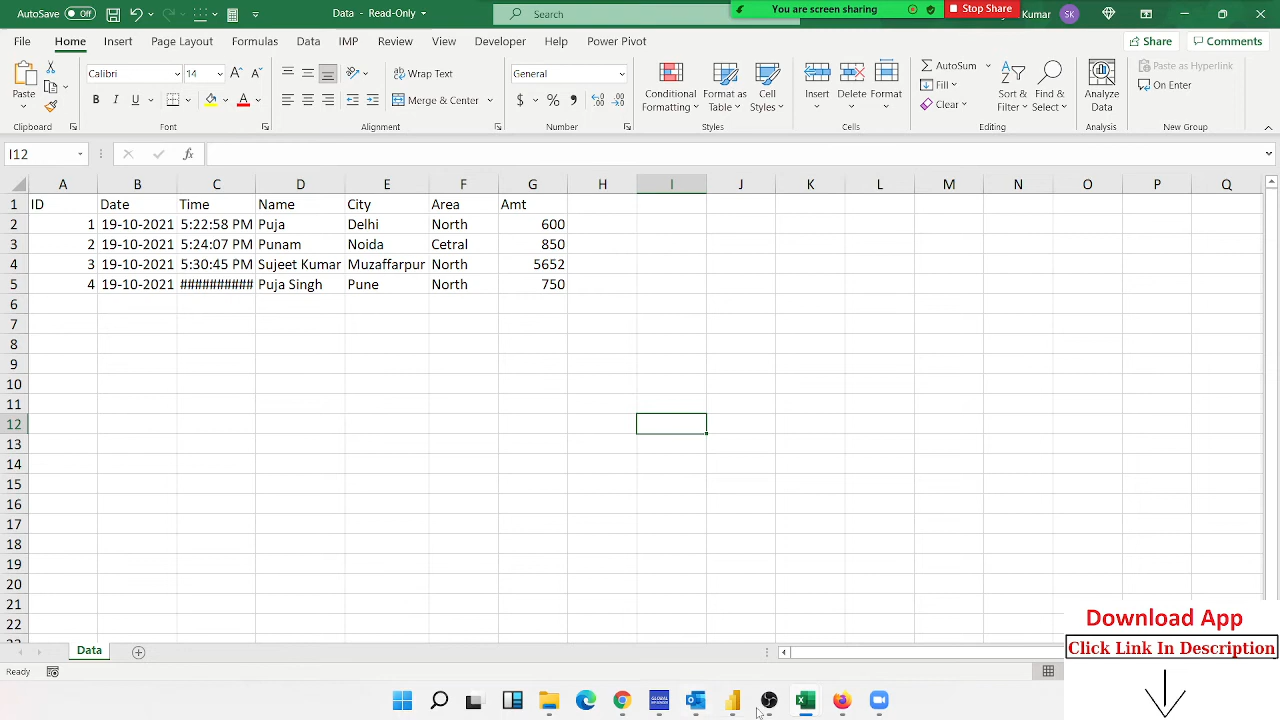 AutoSave Off
Data - Read-Only
Search
You are screen sharing
Stop Share
Kumar SK
File Home Insert Page Layout Formulas Data IMP Review View Developer Help Power Pivot
Share Comments
Paste
Calibri 14
B I U
Wrap Text
Merge & Center
General
$ % 9
Conditional Formatting
Format as Table
Cell Styles
Insert Delete Format
AutoSum
Fill
Clear
Sort & Filter
Find & Select
Analyze Data
Paste as Hyperlink
On Enter
Clipboard Font Alignment Number Styles Cells Editing Analysis New Group
I12 fx
A B C D E F G H I J K L M N O P Q
1 ID Date Time Name City Area Amt
2 1 19-10-2021 5:22:58 PM Puja Delhi North 600
3 2 19-10-2021 5:24:07 PM Punam Noida Cetral 850
4 3 19-10-2021 5:30:45 PM Sujeet Kumar Muzaffarpur North 5652
5 4 19-10-2021 ########## Puja Singh Pune North 750
6
7
8
9
10
11
12
13
14
15
16
17
18
19
20
21
22
Data
Ready
Download App
Click Link In Description
GLOBAL